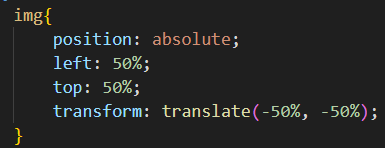 img{
    position: absolute;
    left: 50%;
    top: 50%;
    transform: translate(-50%, -50%);
}